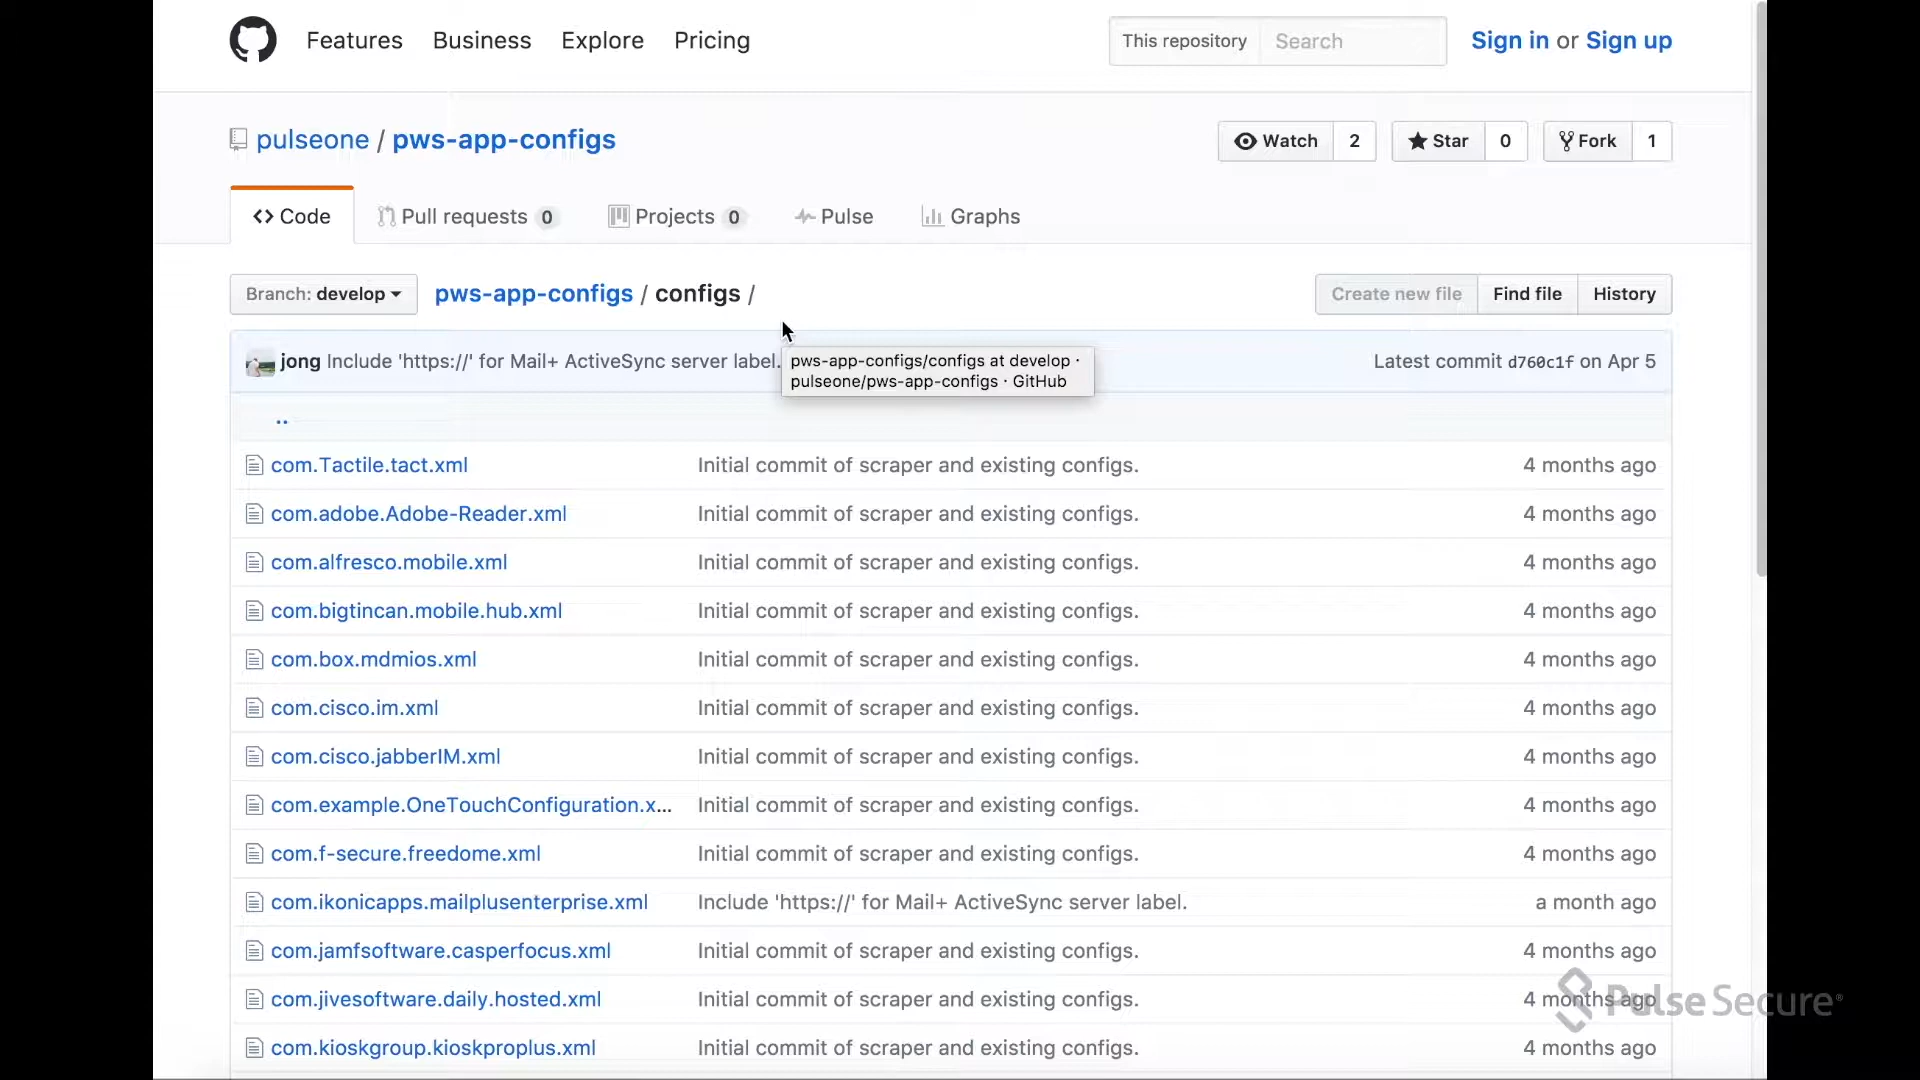 Features Business Explore Pricing This repository Search Sign in or Sign up
pulseone / pws-app-configs Watch 2 Star 0 Fork 1
Code Pull requests 0 Projects 0 Pulse Graphs
Branch: develop pws-app-configs / configs / Create new file Find file History
jong Include 'https://' for Mail+ ActiveSync server label. Latest commit d760c1f on Apr 5
pws-app-configs/configs at develop ·
pulseone/pws-app-configs · GitHub
..
com.Tactile.tact.xml Initial commit of scraper and existing configs. 4 months ago
com.adobe.Adobe-Reader.xml Initial commit of scraper and existing configs. 4 months ago
com.alfresco.mobile.xml Initial commit of scraper and existing configs. 4 months ago
com.bigtincan.mobile.hub.xml Initial commit of scraper and existing configs. 4 months ago
com.box.mdmios.xml Initial commit of scraper and existing configs. 4 months ago
com.cisco.im.xml Initial commit of scraper and existing configs. 4 months ago
com.cisco.jabberIM.xml Initial commit of scraper and existing configs. 4 months ago
com.example.OneTouchConfiguration.x... Initial commit of scraper and existing configs. 4 months ago
com.f-secure.freedome.xml Initial commit of scraper and existing configs. 4 months ago
com.ikonicapps.mailplusenterprise.xml Include 'https://' for Mail+ ActiveSync server label. a month ago
com.jamfsoftware.casperfocus.xml Initial commit of scraper and existing configs. 4 months ago
com.jivesoftware.daily.hosted.xml Initial commit of scraper and existing configs. 4 months ago
Pulse Secure®
com.kioskgroup.kioskproplus.xml Initial commit of scraper and existing configs. 4 months ago